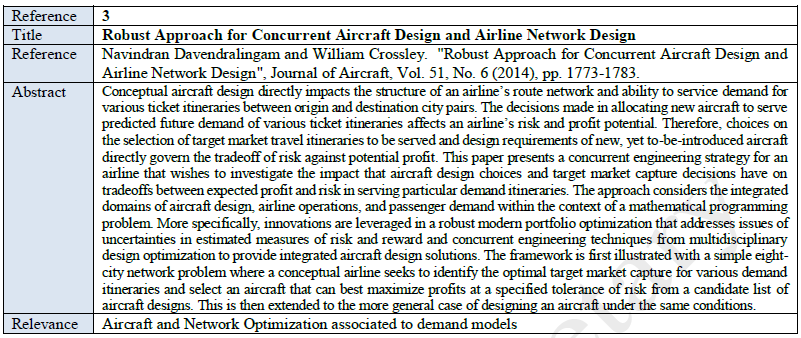 Reference 3
Title Robust Approach for Concurrent Aircraft Design and Airline Network Design
Reference Navindran Davendralingam and William Crossley. "Robust Approach for Concurrent Aircraft Design and
Airline Network Design", Journal of Aircraft, Vol. 51, No. 6 (2014), pp. 1773-1783.
Abstract Conceptual aircraft design directly impacts the structure of an airline's route network and ability to service demand for
various ticket itineraries between origin and destination city pairs. The decisions made in allocating new aircraft to serve
predicted future demand of various ticket itineraries affects an airline's risk and profit potential. Therefore, choices on
the selection of target market travel itineraries to be served and design requirements of new, yet to-be-introduced aircraft
directly govern the tradeoff of risk against potential profit. This paper presents a concurrent engineering strategy for an
airline that wishes to investigate the impact that aircraft design choices and target market capture decisions have on
tradeoffs between expected profit and risk in serving particular demand itineraries. The approach considers the integrated
domains of aircraft design, airline operations, and passenger demand within the context of a mathematical programming
problem. More specifically, innovations are leveraged in a robust modern portfolio optimization that addresses issues of
uncertainties in estimated measures of risk and reward and concurrent engineering techniques from multidisciplinary
design optimization to provide integrated aircraft design solutions. The framework is first illustrated with a simple eight-
city network problem where a conceptual airline seeks to identify the optimal target market capture for various demand
itineraries and select an aircraft that can best maximize profits at a specified tolerance of risk from a candidate list of
aircraft designs. This is then extended to the more general case of designing an aircraft under the same conditions.
Relevance Aircraft and Network Optimization associated to demand models